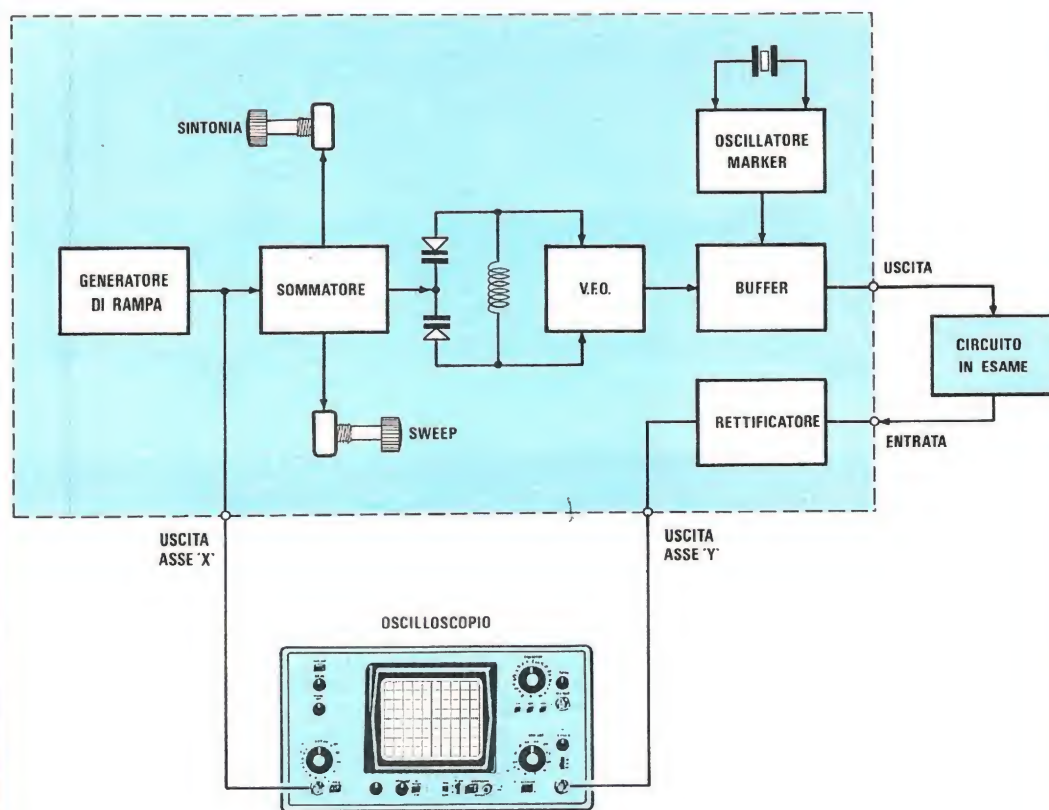 SINTONIA
OSCILLATORE
MARKER
GENERATORE
DI RAMPA
SOMMATORE
V.F.O.
BUFFER
USCITA
CIRCUITO
IN ESAME
SWEEP
RETTIFICATORE
ENTRATA
USCITA
ASSE 'X'
USCITA
ASSE 'Y'
OSCILLOSCOPIO